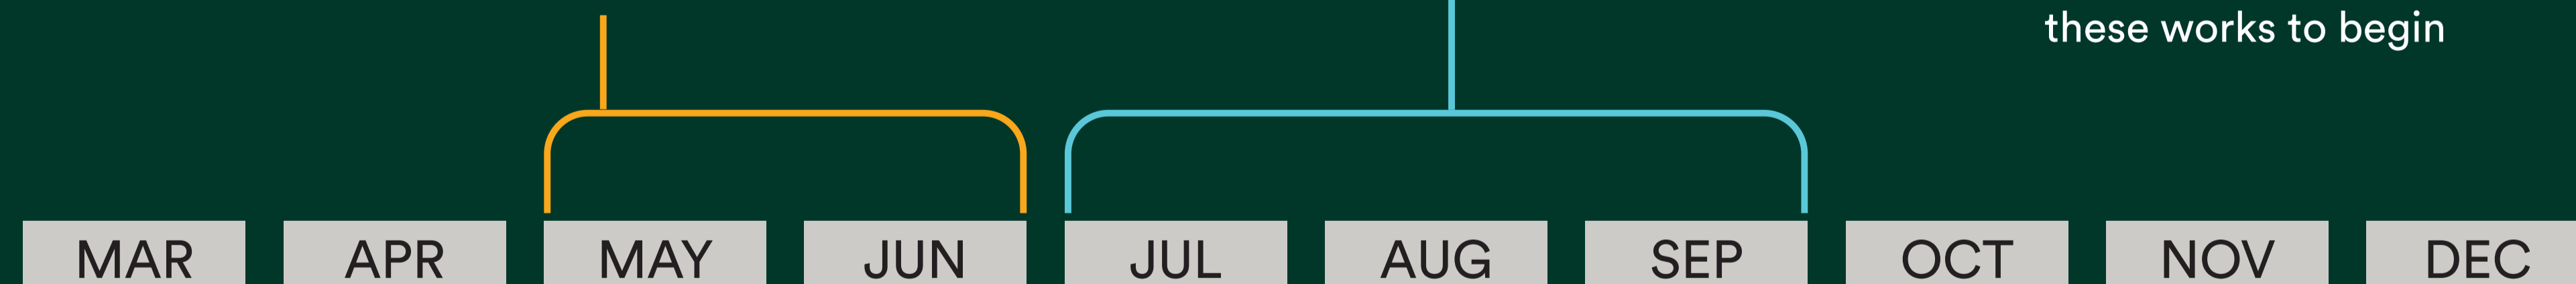 these works to begin
MAR APR MAY JUN JUL AUG SEP OCT NOV DEC